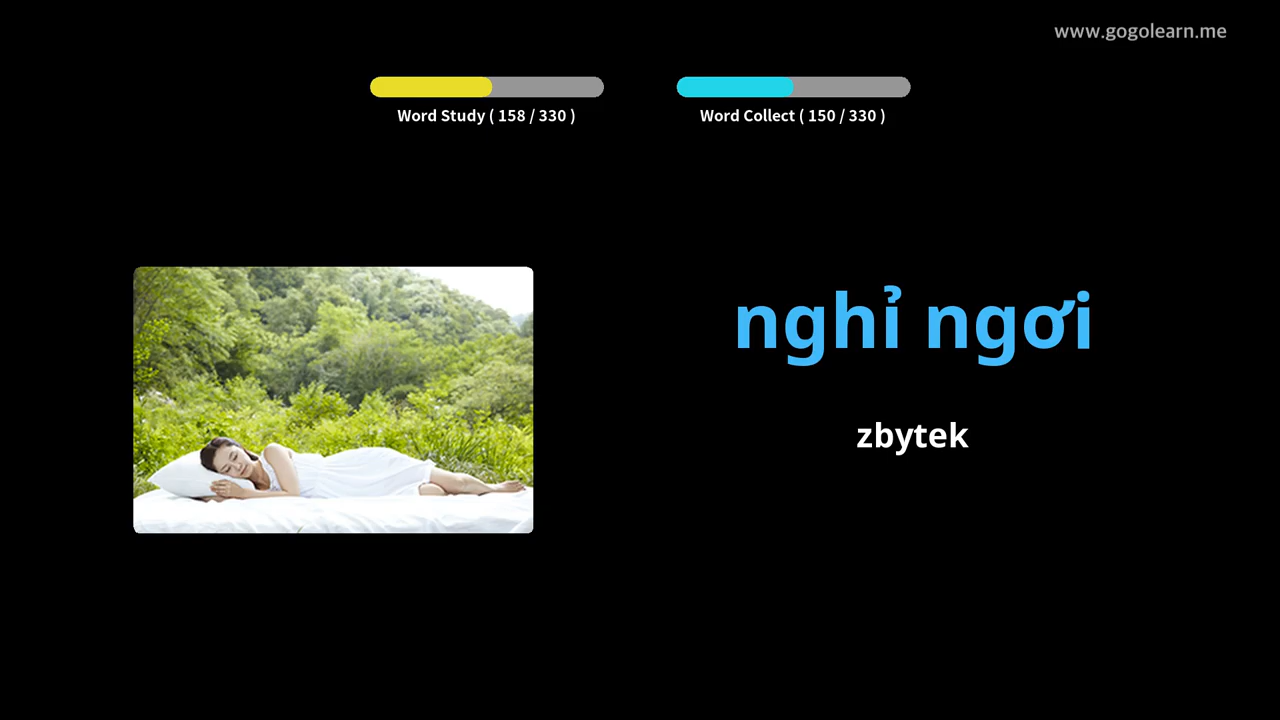 www.gogolearn.me
Word Study ( 158 / 330 )
Word Collect ( 150 / 330 )
nghỉ ngơi
zbytek